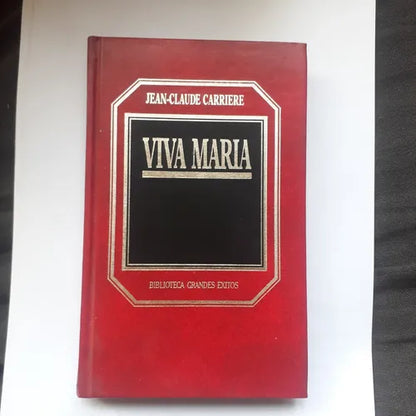 JEAN-CLAUDE CARRIERE
VIVA MARIA
BIBLIOTECA GRANDES EXITOS